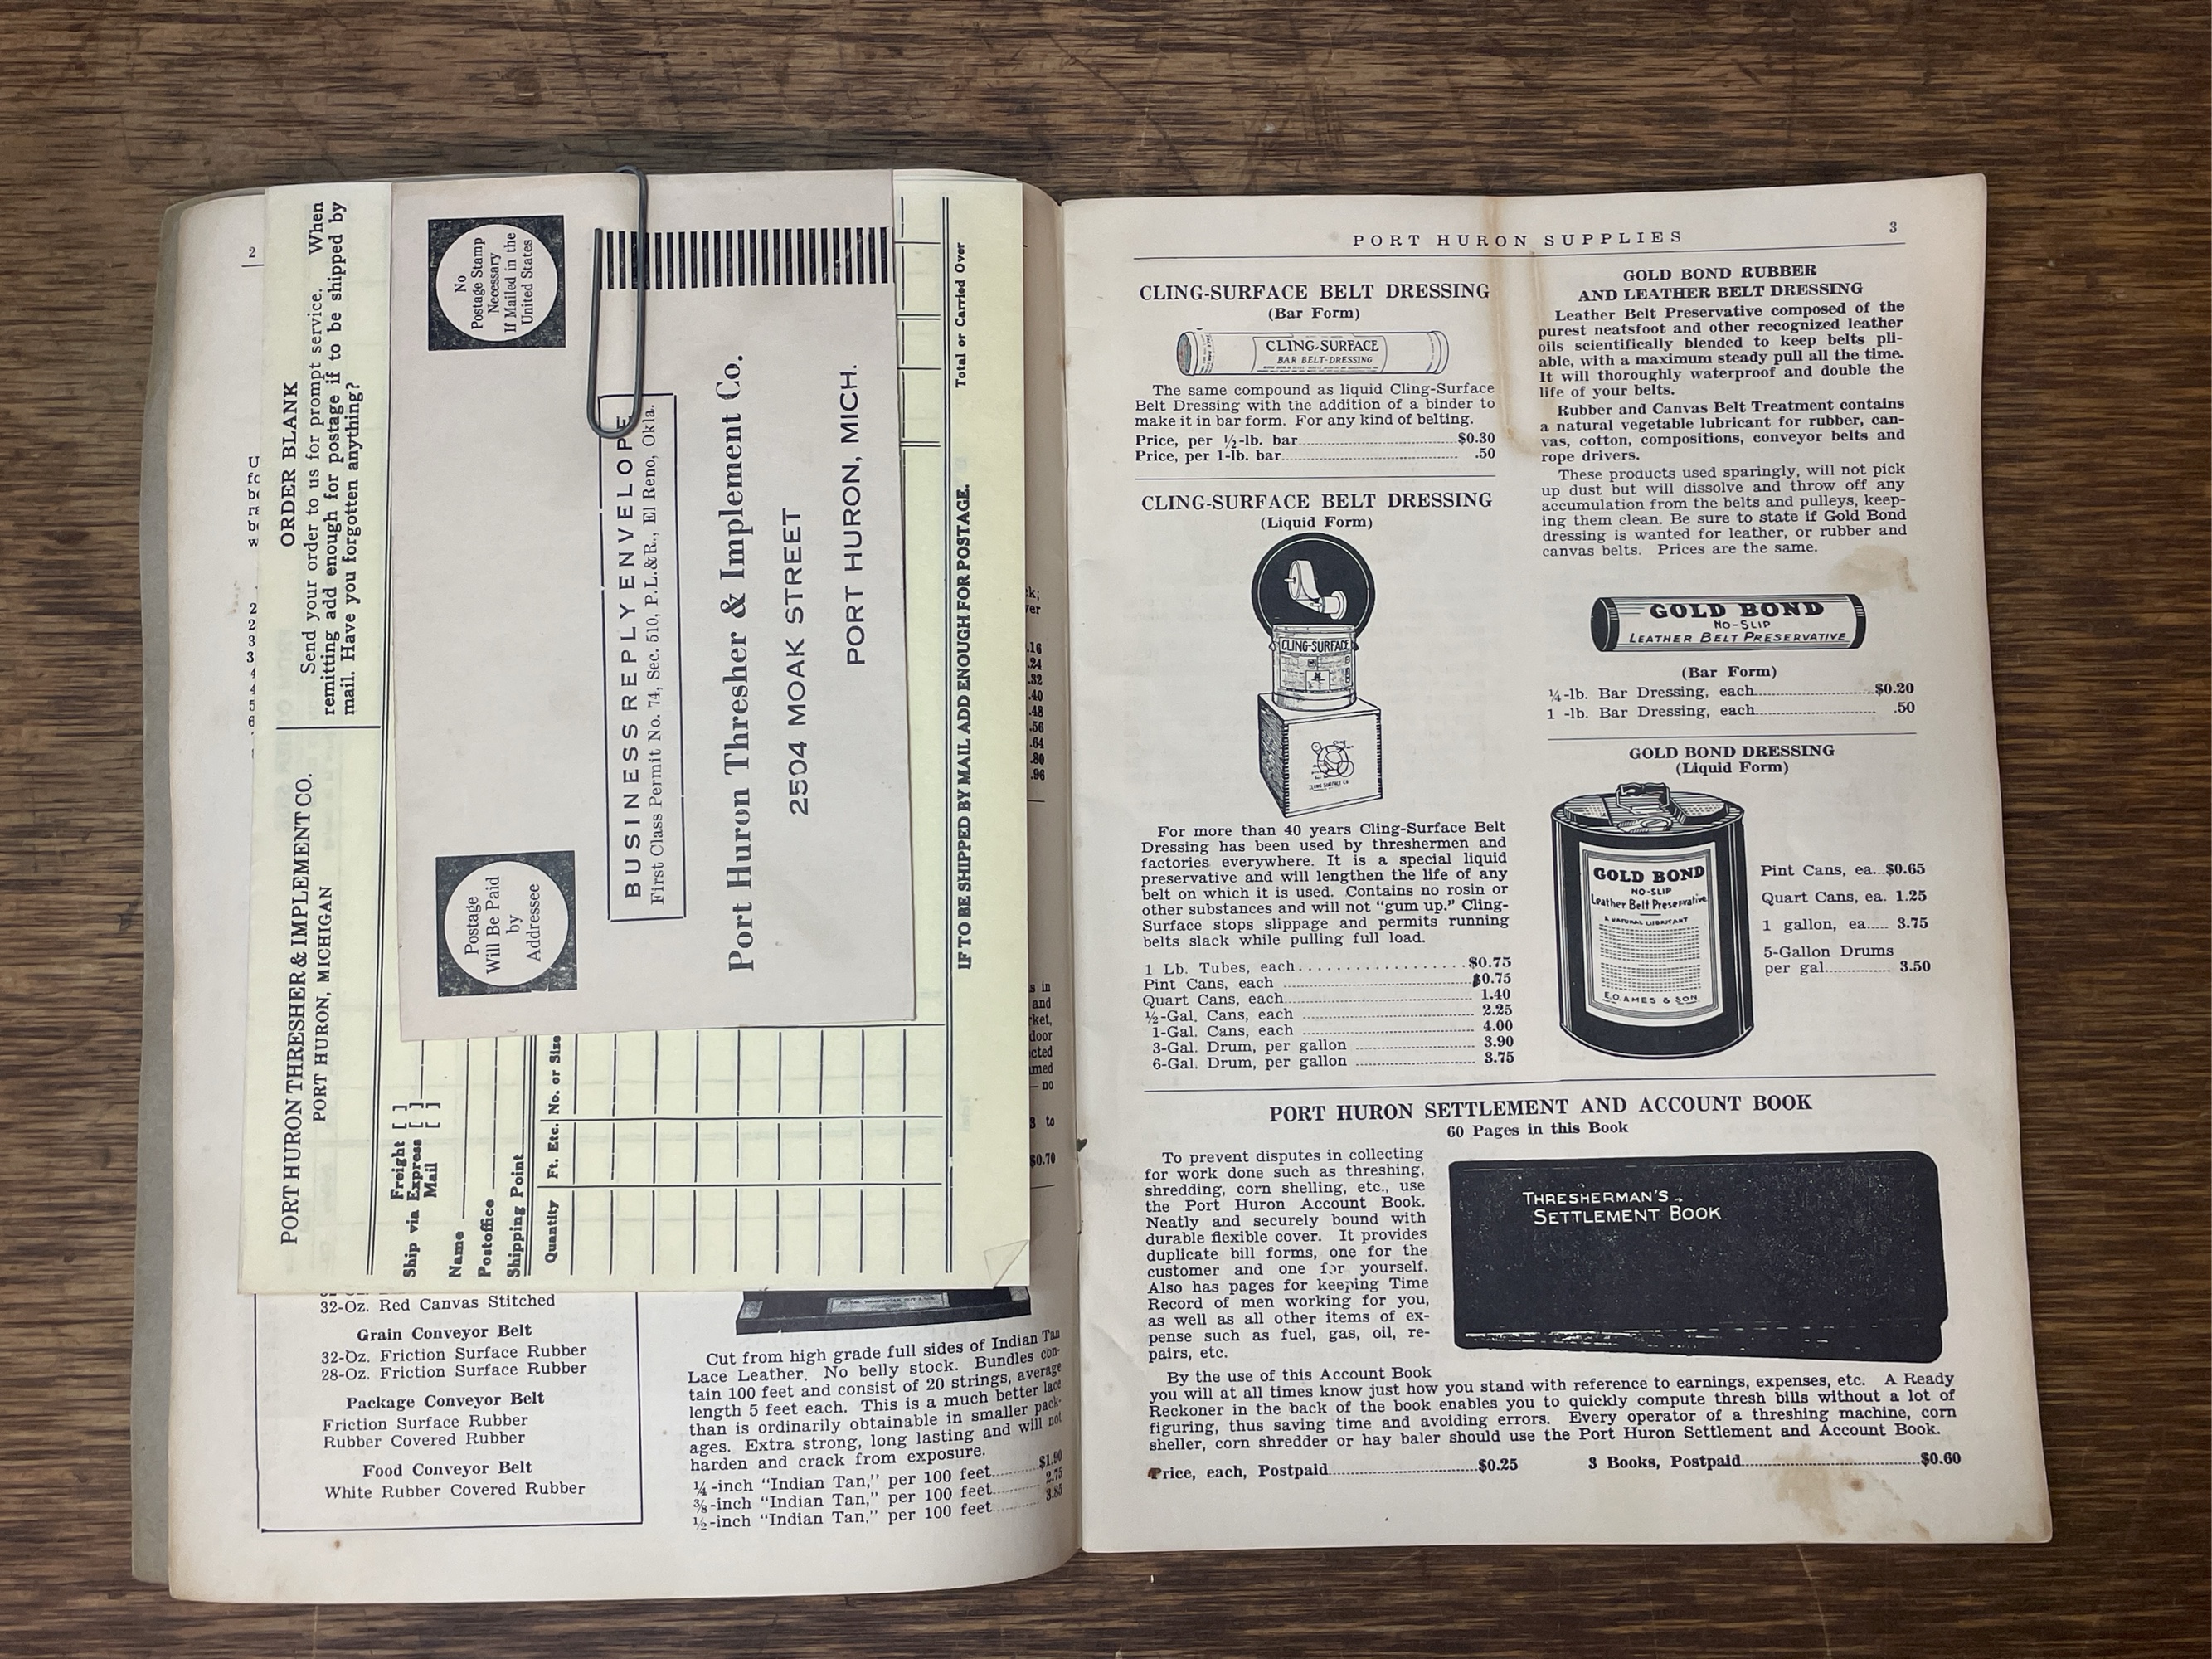 2
ORDER BLANK
Send your order to us for prompt service. When
remitting add enough for postage if to be shipped by
mail. Have you forgotten anything?
PORT HURON THRESHER & IMPLEMENT CO.
PORT HURON, MICHIGAN
Ship via Freight [ ]
Express [ ]
Mail [ ]
Name
Postoffice
Shipping Point
Quantity Ft. Etc. No. or Size
Total or Carried Over
IF TO BE SHIPPED BY MAIL ADD ENOUGH FOR POSTAGE.
No
Postage Stamp
Necessary
If Mailed in the
United States
Postage
Will Be Paid
by
Addressee
BUSINESS REPLY ENVELOPE
First Class Permit No. 74, Sec. 510, P.L.&R., El Reno, Okla.
Port Huron Thresher & Implement Co.
2504 MOAK STREET
PORT HURON, MICH.
.16
.24
.32
.40
.48
.56
.64
.80
.96
$0.70
32-Oz. Red Canvas Stitched
Grain Conveyor Belt
32-Oz. Friction Surface Rubber
28-Oz. Friction Surface Rubber
Package Conveyor Belt
Friction Surface Rubber
Rubber Covered Rubber
Food Conveyor Belt
White Rubber Covered Rubber
Cut from high grade full sides of Indian Tan
Lace Leather. No belly stock. Bundles con-
tain 100 feet and consist of 20 strings, average
length 5 feet each. This is a much better lace
than is ordinarily obtainable in smaller pack-
ages. Extra strong, long lasting and will not
harden and crack from exposure.
¼-inch "Indian Tan," per 100 feet $1.90
⅜-inch "Indian Tan," per 100 feet 2.75
½-inch "Indian Tan." per 100 feet 3.85
PORT HURON SUPPLIES 3
CLING-SURFACE BELT DRESSING
(Bar Form)
CLING-SURFACE
BAR BELT-DRESSING
The same compound as liquid Cling-Surface
Belt Dressing with the addition of a binder to
make it in bar form. For any kind of belting.
Price, per ½-lb. bar $0.30
Price, per 1-lb. bar .50
CLING-SURFACE BELT DRESSING
(Liquid Form)
CLING-SURFACE
For more than 40 years Cling-Surface Belt
Dressing has been used by threshermen and
factories everywhere. It is a special liquid
preservative and will lengthen the life of any
belt on which it is used. Contains no rosin or
other substances and will not "gum up." Cling-
Surface stops slippage and permits running
belts slack while pulling full load.
1 Lb. Tubes, each $0.75
Pint Cans, each $0.75
Quart Cans, each 1.40
½-Gal. Cans, each 2.25
1-Gal. Cans, each 4.00
3-Gal. Drum, per gallon 3.90
6-Gal. Drum, per gallon 3.75
GOLD BOND RUBBER
AND LEATHER BELT DRESSING
Leather Belt Preservative composed of the
purest neatsfoot and other recognized leather
oils scientifically blended to keep belts pli-
able, with a maximum steady pull all the time.
It will thoroughly waterproof and double the
life of your belts.
Rubber and Canvas Belt Treatment contains
a natural vegetable lubricant for rubber, can-
vas, cotton, compositions, conveyor belts and
rope drivers.
These products used sparingly, will not pick
up dust but will dissolve and throw off any
accumulation from the belts and pulleys, keep-
ing them clean. Be sure to state if Gold Bond
dressing is wanted for leather, or rubber and
canvas belts. Prices are the same.
GOLD BOND
NO-SLIP
LEATHER BELT PRESERVATIVE
(Bar Form)
¼-lb. Bar Dressing, each $0.20
1 -lb. Bar Dressing, each .50
GOLD BOND DRESSING
(Liquid Form)
GOLD BOND
NO-SLIP
Leather Belt Preservative
A NATURAL LUBRICANT
E.O. AMES & SON
Pint Cans, ea. $0.65
Quart Cans, ea. 1.25
1 gallon, ea. 3.75
5-Gallon Drums
per gal. 3.50
PORT HURON SETTLEMENT AND ACCOUNT BOOK
60 Pages in this Book
To prevent disputes in collecting
for work done such as threshing,
shredding, corn shelling, etc., use
the Port Huron Account Book.
Neatly and securely bound with
durable flexible cover. It provides
duplicate bill forms, one for the
customer and one for yourself.
Also has pages for keeping Time
Record of men working for you,
as well as all other items of ex-
pense such as fuel, gas, oil, re-
pairs, etc.
THRESHERMAN'S
SETTLEMENT BOOK
By the use of this Account Book
you will at all times know just how you stand with reference to earnings, expenses, etc. A Ready
Reckoner in the back of the book enables you to quickly compute thresh bills without a lot of
figuring, thus saving time and avoiding errors. Every operator of a threshing machine, corn
sheller, corn shredder or hay baler should use the Port Huron Settlement and Account Book.
Price, each, Postpaid $0.25 3 Books, Postpaid $0.60